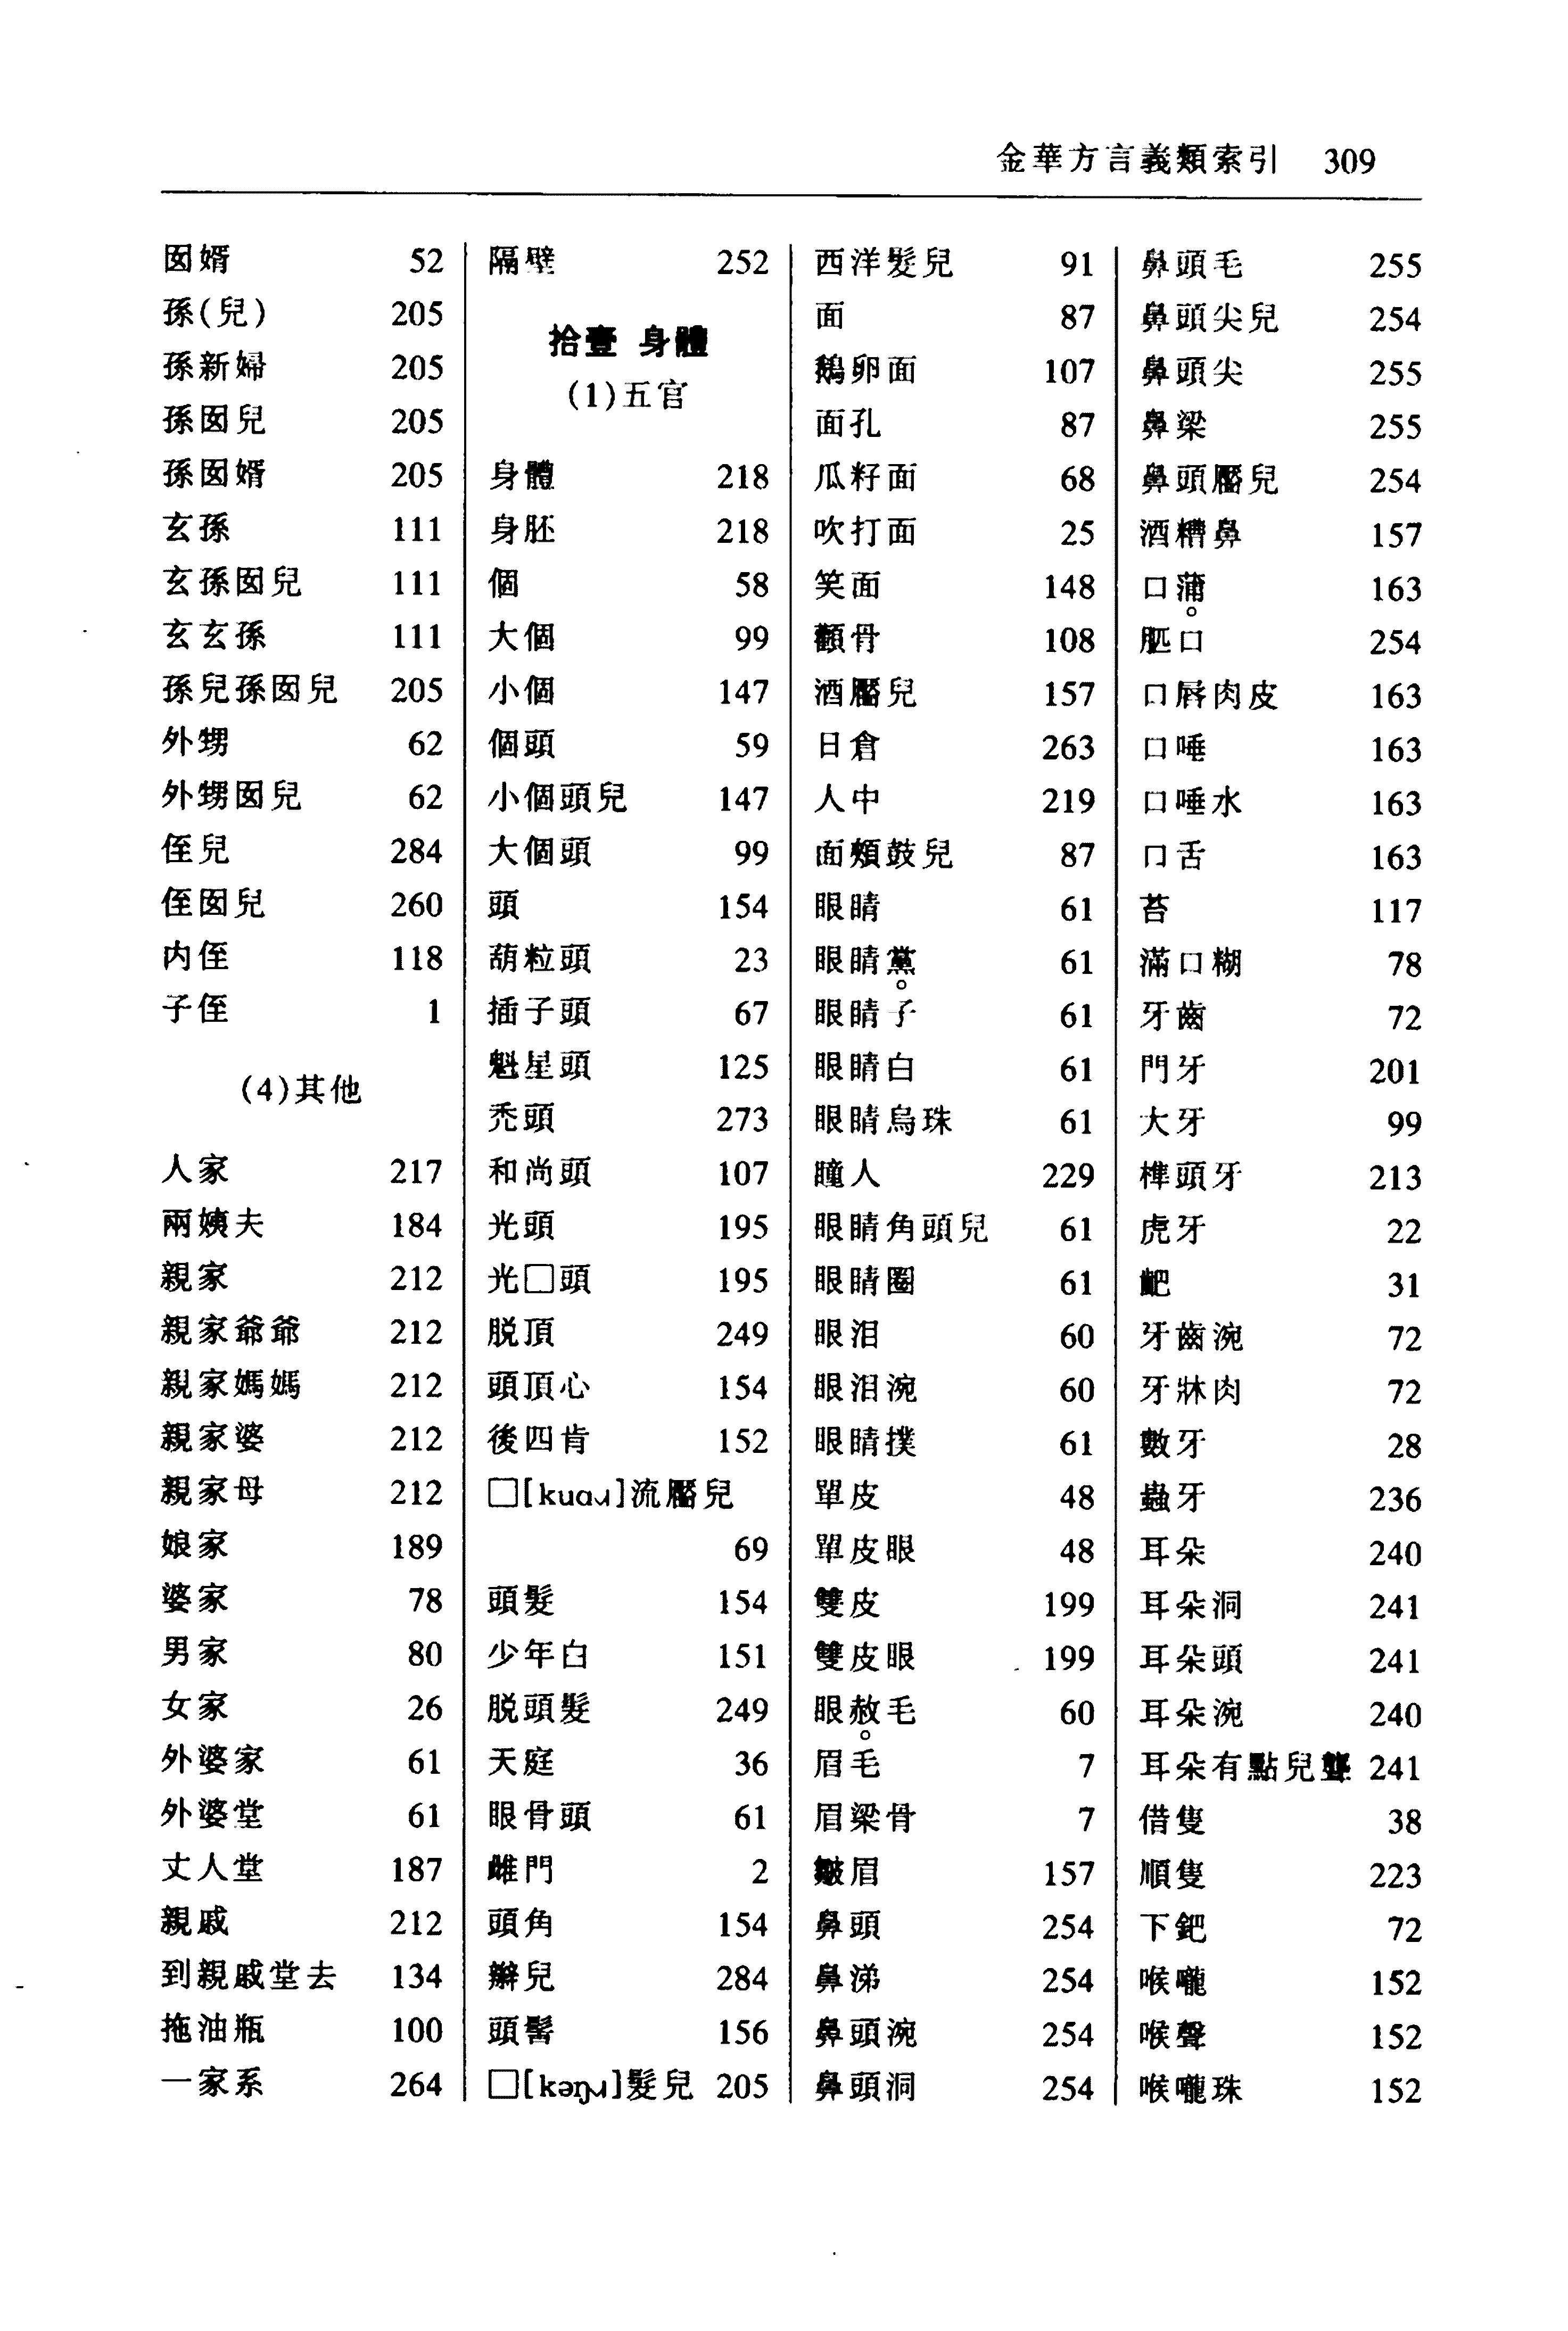 金華方言義類索引 309
囡婿 52
孫(兒) 205
孫新婦 205
孫囡兒 205
孫囡婿 205
玄孫 111
玄孫囡兒 111
玄玄孫 111
孫兒孫囡兒 205
外甥 62
外甥囡兒 62
侄兒 284
侄囡兒 260
内侄 118
子侄 1
(4)其他
人家 217
兩姨夫 184
親家 212
親家爺爺 212
親家媽媽 212
親家婆 212
親家母 212
娘家 189
婆家 78
男家 80
女家 26
外婆家 61
外婆堂 61
丈人堂 187
親戚 212
到親戚堂去 134
拖油瓶 100
一家系 264
隔壁 252
拾壹 身體
(1)五官
身體 218
身胚 218
個 58
大個 99
小個 147
個頭 59
小個頭兒 147
大個頭 99
頭 154
葫粒頭 23
插子頭 67
魁星頭 125
禿頭 273
和尚頭 107
光頭 195
光□頭 195
脱頂 249
頭頂心 154
後四肯 152
□[kuɑ˩˧]流靨兒
69
頭髮 154
少年白 151
脱頭髮 249
天庭 36
眼骨頭 61
雌門 2
頭角 154
辮兒 284
頭髻 156
□[kəŋ˩˧]髮兒 205
西洋髮兒 91
面 87
鵝卵面 107
面孔 87
瓜籽面 68
吹打面 25
笑面 148
顴骨 108
酒靨兒 157
日倉 263
人中 219
面頰鼓兒 87
眼睛 61
眼睛黨 61
眼睛子 61
眼睛白 61
眼睛烏珠 61
瞳人 229
眼睛角頭兒 61
眼睛圈 61
眼泪 60
眼泪涴 60
眼睛撲 61
單皮 48
單皮眼 48
雙皮 199
雙皮眼 199
眼赦毛 60
眉毛 7
眉梁骨 7
皺眉 157
鼻頭 254
鼻涕 254
鼻頭涴 254
鼻頭洞 254
鼻頭毛 255
鼻頭尖兒 254
鼻頭尖 255
鼻梁 255
鼻頭靨兒 254
酒糟鼻 157
口蒲 163
口 254
口唇肉皮 163
口唾 163
口唾水 163
口舌 163
苔 117
滿口糊 78
牙齒 72
門牙 201
大牙 99
榫頭牙 213
虎牙 22
齙 31
牙齒涴 72
牙牀肉 72
數牙 28
蟲牙 236
耳朵 240
耳朵洞 241
耳朵頭 241
耳朵涴 240
耳朵有點兒聾 241
借隻 38
順隻 223
下鈀 72
喉嚨 152
喉聲 152
喉嚨珠 152